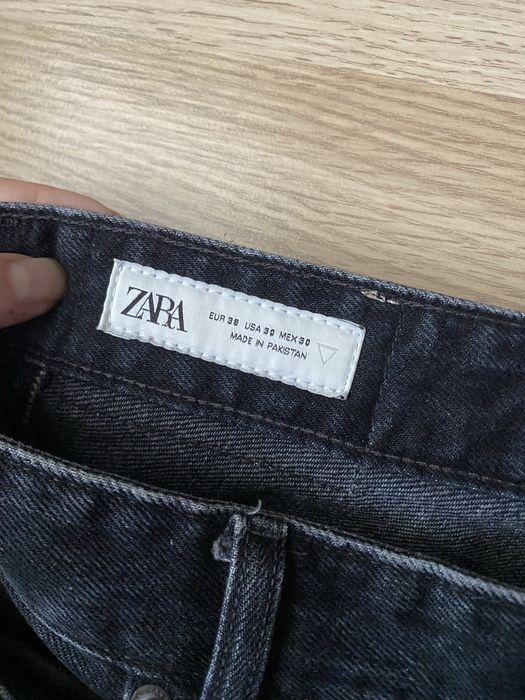 ZARA
EUR 38 USA 30 MEX 30
MADE IN PAKISTAN